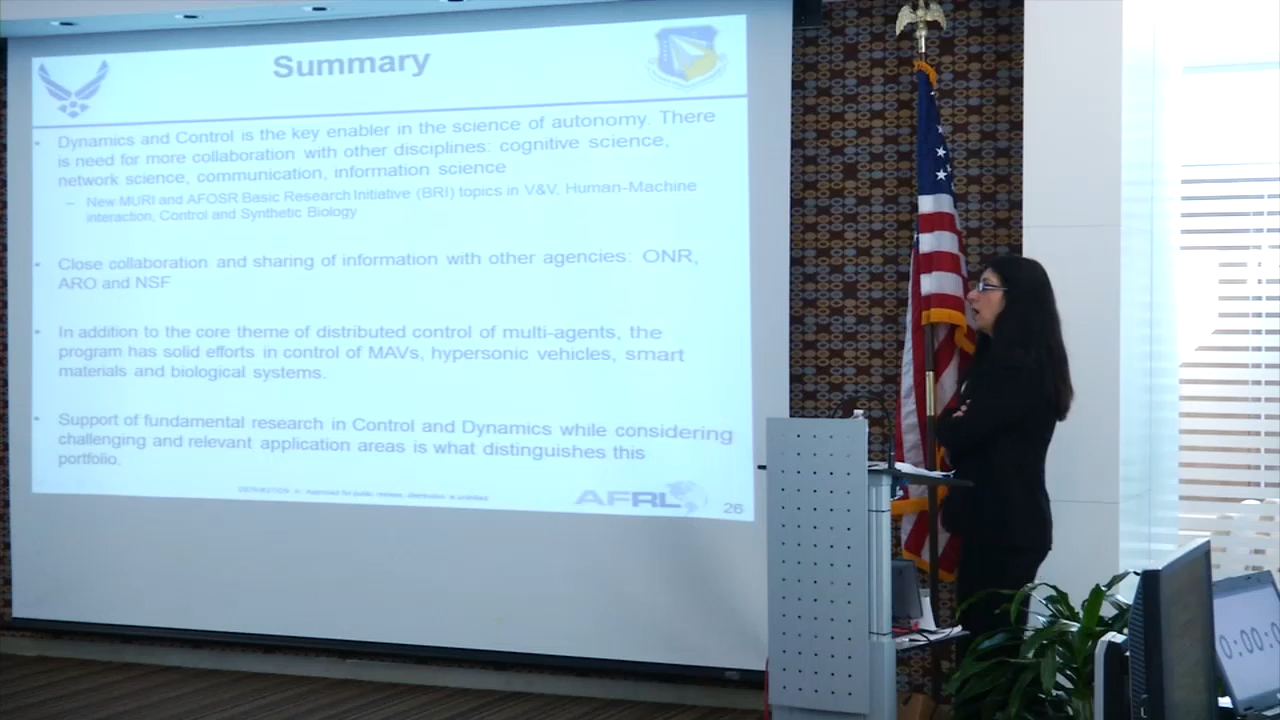 Summary
Dynamics and Control is the key enabler in the science of autonomy. There
is need for more collaboration with other disciplines: cognitive science,
network science, communication, information science
– New MURI and AFOSR Basic Research Initiative (BRI) topics in V&V, Human-Machine
interaction, Control and Synthetic Biology
Close collaboration and sharing of information with other agencies: ONR,
ARO and NSF
In addition to the core theme of distributed control of multi-agents, the
program has solid efforts in control of MAVs, hypersonic vehicles, smart
materials and biological systems.
Support of fundamental research in Control and Dynamics while considering
challenging and relevant application areas is what distinguishes this
portfolio.
Approved for public release
AFRL
26
0:00:0